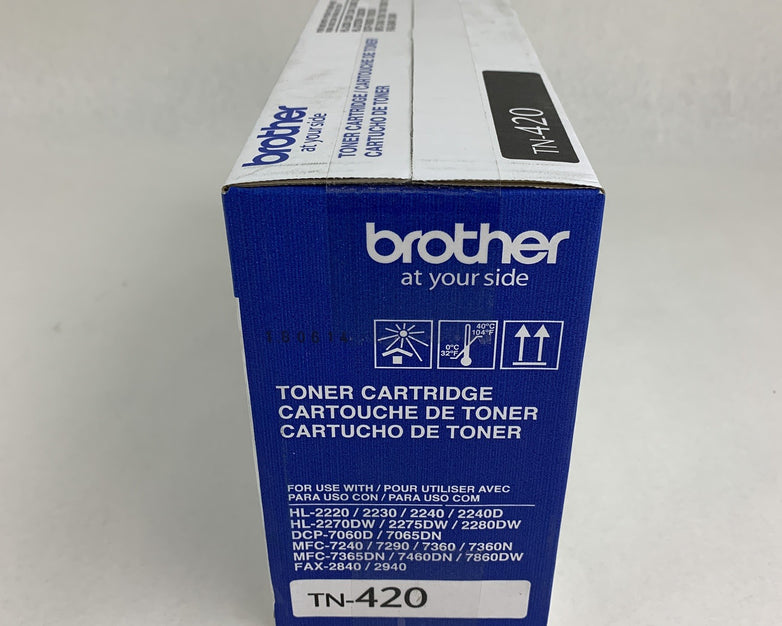 brother
at your side
TONER CARTRIDGE / CARTOUCHE DE TONER
CARTUCHO DE TONER
TN-420
brother
at your side
40°C
104°F
0°C
32°F
TONER CARTRIDGE
CARTOUCHE DE TONER
CARTUCHO DE TONER
FOR USE WITH / POUR UTILISER AVEC
PARA USO CON / PARA USO COM
HL-2220 / 2230 / 2240 / 2240D
HL-2270DW / 2275DW / 2280DW
DCP-7060D / 7065DN
MFC-7240 / 7290 / 7360 / 7360N
MFC-7365DN / 7460DN / 7860DW
FAX-2840 / 2940
TN-420